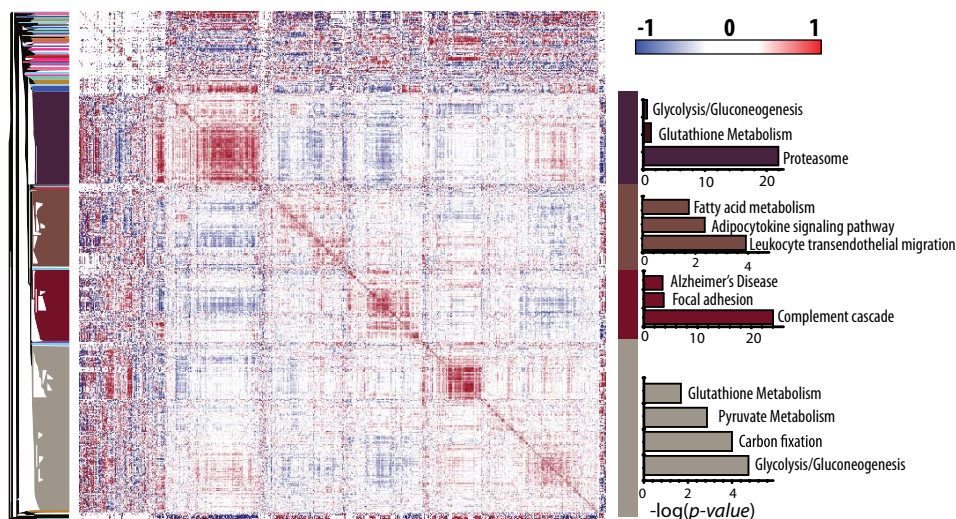 -1 0 1
Glycolysis/Gluconeogenesis
Glutathione Metabolism
Proteasome
0 10 20
Fatty acid metabolism
Adipocytokine signaling pathway
Leukocyte transendothelial migration
0 2 4
Alzheimer's Disease
Focal adhesion
Complement cascade
0 10 20
Glutathione Metabolism
Pyruvate Metabolism
Carbon fixation
Glycolysis/Gluconeogenesis
0 2 4
-log(p-value)